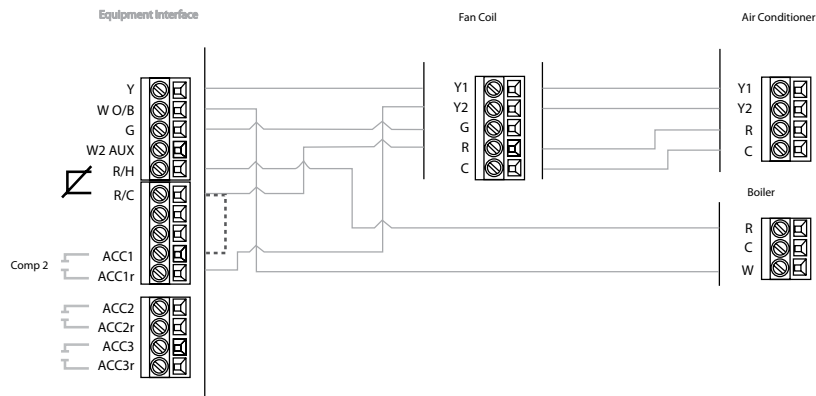 Equipment Interface
Fan Coil
Air Conditioner
Y
W O/B
G
W2 AUX
R/H
R/C
Comp 2
ACC1
ACC1r
ACC2
ACC2r
ACC3
ACC3r
Y1
Y2
G
R
C
Y1
Y2
R
C
Boiler
R
C
W